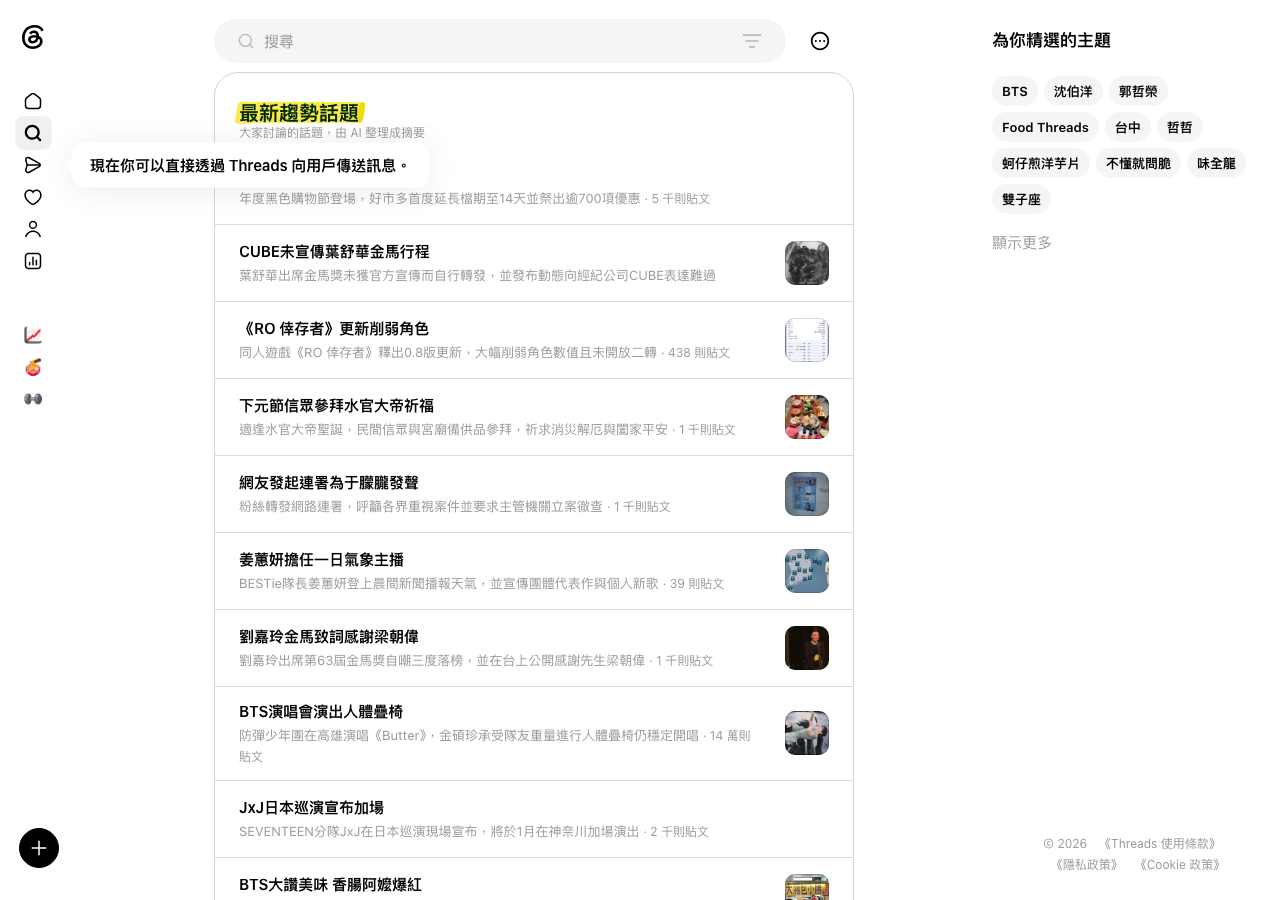 搜尋
最新趨勢話題
大家討論的話題，由 AI 整理成摘要
現在你可以直接透過 Threads 向用戶傳送訊息。
年度黑色購物節登場，好市多首度延長檔期至14天並祭出逾700項優惠 · 5 千則貼文
CUBE未宣傳葉舒華金馬行程
葉舒華出席金馬獎未獲官方宣傳而自行轉發，並發布動態向經紀公司CUBE表達難過
《RO 倖存者》更新削弱角色
同人遊戲《RO 倖存者》釋出0.8版更新，大幅削弱角色數值且未開放二轉 · 438 則貼文
下元節信眾參拜水官大帝祈福
適逢水官大帝聖誕，民間信眾與宮廟備供品參拜，祈求消災解厄與闔家平安 · 1 千則貼文
網友發起連署為于朦朧發聲
粉絲轉發網路連署，呼籲各界重視案件並要求主管機關立案徹查 · 1 千則貼文
姜蕙妍擔任一日氣象主播
BESTie隊長姜蕙妍登上晨間新聞播報天氣，並宣傳團體代表作與個人新歌 · 39 則貼文
劉嘉玲金馬致詞感謝梁朝偉
劉嘉玲出席第63屆金馬獎自嘲三度落榜，並在台上公開感謝先生梁朝偉 · 1 千則貼文
BTS演唱會演出人體疊椅
防彈少年團在高雄演唱《Butter》，金碩珍承受隊友重量進行人體疊椅仍穩定開唱 · 14 萬則
貼文
JxJ日本巡演宣布加場
SEVENTEEN分隊JxJ在日本巡演現場宣布，將於1月在神奈川加場演出 · 2 千則貼文
BTS大讚美味 香腸阿嬤爆紅
為你精選的主題
BTS 沈伯洋 郭哲榮
Food Threads 台中 哲哲
蚵仔煎洋芋片 不懂就問脆 味全龍
雙子座
顯示更多
© 2026 《Threads 使用條款》
《隱私政策》 《Cookie 政策》